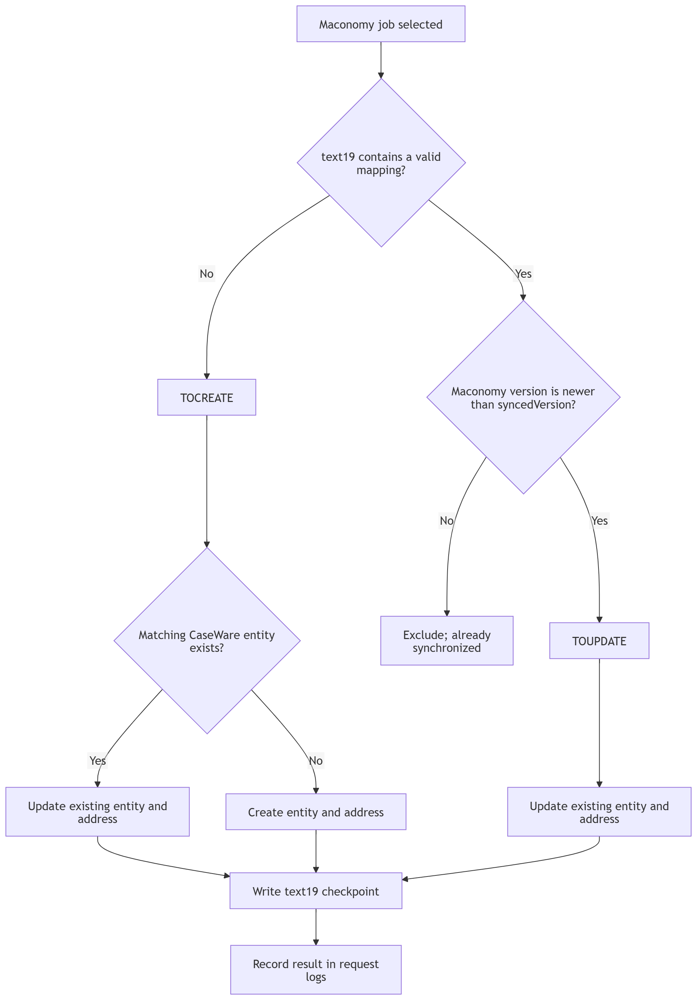 Maconomy job selected
text19 contains a valid
mapping?
No
Yes
TOCREATE
Maconomy version is newer
than syncedVersion?
No
Yes
Matching CaseWare entity
exists?
Exclude; already
synchronized
TOUPDATE
Yes
No
Update existing entity and
address
Create entity and address
Update existing entity and
address
Write text19 checkpoint
Record result in request
logs